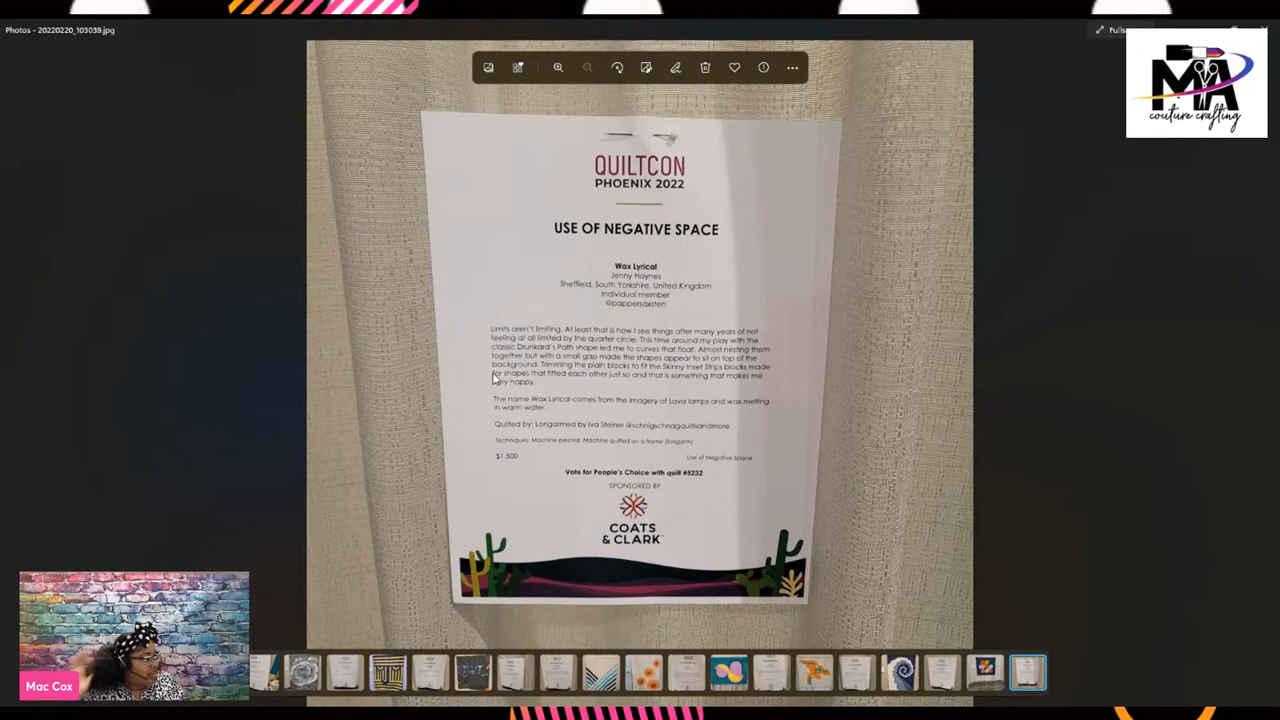 Photos - 20220220_103039.jpg
Fulls
MA
couture crafting
QUILTCON
PHOENIX 2022
USE OF NEGATIVE SPACE
Wax Lyrical
Jenny Haynes
Sheffield, South Yorkshire, United Kingdom
Individual member
@pappersaxsten
Limits aren't limiting. At least that is how I see things after many years of not
feeling at all limited by the quarter circle. This time around my play with the
classic Drunkard's Path shape led me to curves that float. Almost nesting them
together but with a small gap made the shapes appear to sit on top of the
background. Trimming the plain blocks to fit the Skinny Inset Strips blocks made
for shapes that fitted each other just so and that is something that makes me
very happy.
The name Wax Lyrical comes from the imagery of Lava lamps and wax melting
in warm water.
Quilted by: Longarmed by Iva Steiner @schnigschnagquiltsandmore
Techniques: Machine pieced, Machine quilted on a frame (longarm)
$1,500
Use of Negative Space
Vote for People's Choice with quilt #5232
SPONSORED BY
COATS
& CLARK
Mac Cox